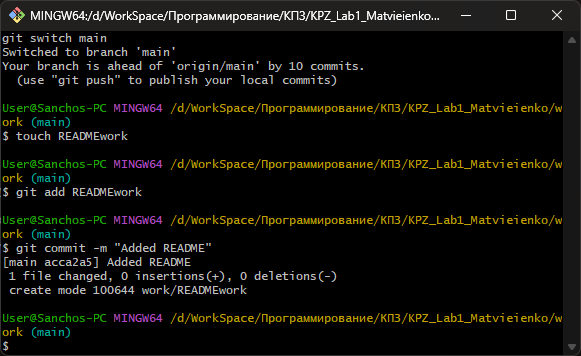 MINGW64:/d/WorkSpace/Программирование/КПЗ/KPZ_Lab1_Matvieienko...
git switch main
Switched to branch 'main'
Your branch is ahead of 'origin/main' by 10 commits.
  (use "git push" to publish your local commits)
User@Sanchos-PC MINGW64 /d/WorkSpace/Программирование/КПЗ/KPZ_Lab1_Matvieienko/w
ork (main)
$ touch READMEwork
User@Sanchos-PC MINGW64 /d/WorkSpace/Программирование/КПЗ/KPZ_Lab1_Matvieienko/w
ork (main)
$ git add READMEwork
User@Sanchos-PC MINGW64 /d/WorkSpace/Программирование/КПЗ/KPZ_Lab1_Matvieienko/w
ork (main)
$ git commit -m "Added README"
[main acca2a5] Added README
 1 file changed, 0 insertions(+), 0 deletions(-)
 create mode 100644 work/READMEwork
User@Sanchos-PC MINGW64 /d/WorkSpace/Программирование/КПЗ/KPZ_Lab1_Matvieienko/w
ork (main)
$